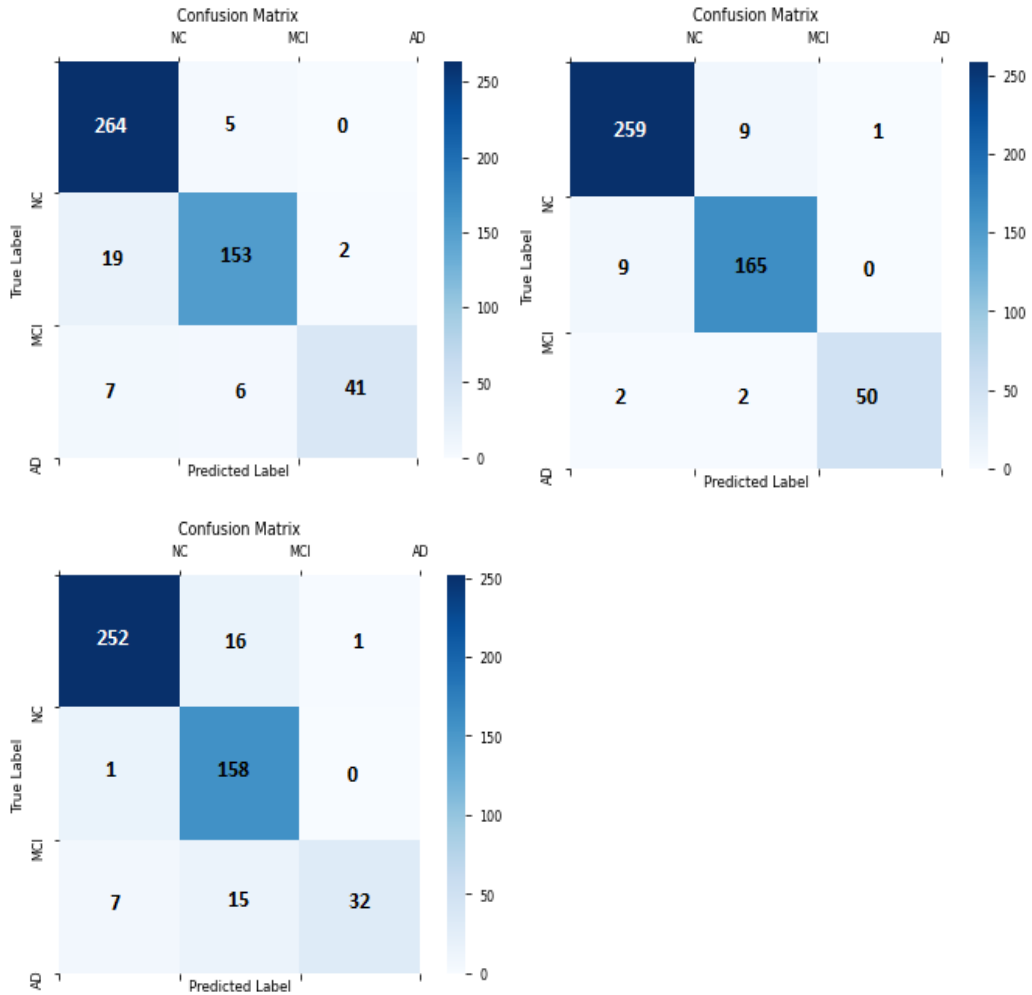 Confusion Matrix
NC MCI AD
264 5 0
19 153 2
7 6 41
NC
MCI
AD
True Label
Predicted Label
250
200
150
100
50
0
Confusion Matrix
NC MCI AD
259 9 1
9 165 0
2 2 50
NC
MCI
AD
True Label
Predicted Label
250
200
150
100
50
0
Confusion Matrix
NC MCI AD
252 16 1
1 158 0
7 15 32
NC
MCI
AD
True Label
Predicted Label
250
200
150
100
50
0